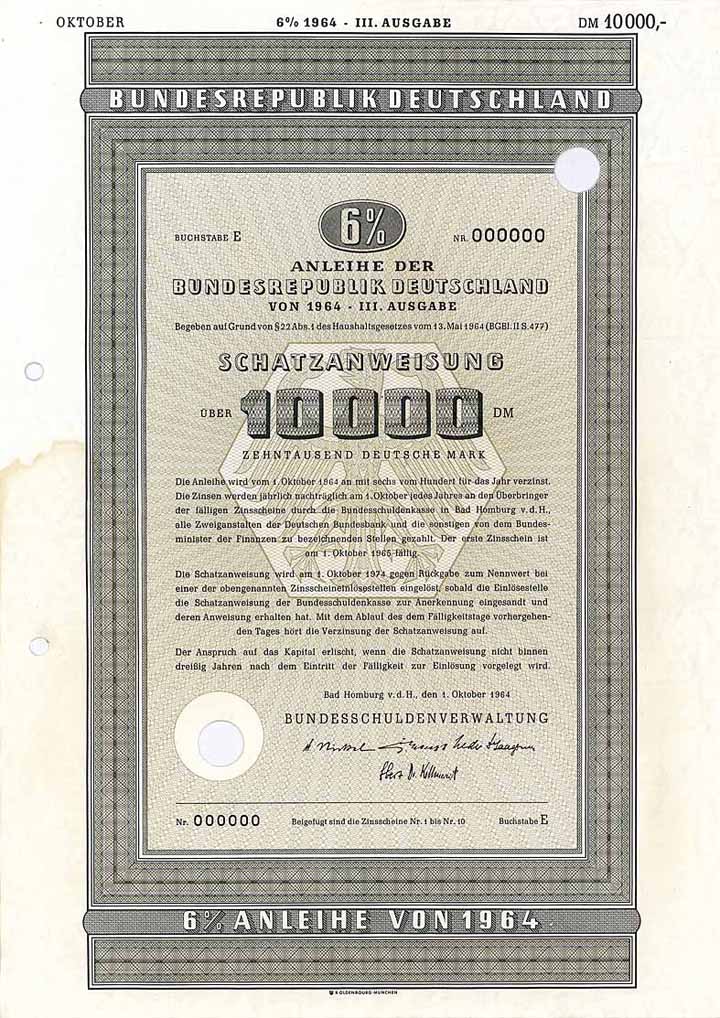 OKTOBER 6% 1964 - III. AUSGABE DM 10000,-
BUNDESREPUBLIK DEUTSCHLAND
6%
BUCHSTABE E NR. 000000
ANLEIHE DER
BUNDESREPUBLIK DEUTSCHLAND
VON 1964 - III. AUSGABE
Begeben auf Grund von § 22 Abs. 1 des Haushaltsgesetzes vom 13. Mai 1964 (BGBl. II S. 477)
SCHATZANWEISUNG
ÜBER 10000 DM
ZEHNTAUSEND DEUTSCHE MARK
Die Anleihe wird vom 1. Oktober 1964 an mit sechs vom Hundert für das Jahr verzinst.
Die Zinsen werden jährlich nachträglich am 1. Oktober jedes Jahres an den Überbringer
der fälligen Zinsscheine durch die Bundesschuldenkasse in Bad Homburg v. d. H.,
alle Zweiganstalten der Deutschen Bundesbank und die sonstigen von dem Bundes-
minister der Finanzen zu bezeichnenden Stellen gezahlt. Der erste Zinsschein ist
am 1. Oktober 1965 fällig.
Die Schatzanweisung wird am 1. Oktober 1974 gegen Rückgabe zum Nennwert bei
einer der obengenannten Zinsscheineinlösestellen eingelöst, sobald die Einlösestelle
die Schatzanweisung der Bundesschuldenkasse zur Anerkennung eingesandt und
deren Anweisung erhalten hat. Mit dem Ablauf des dem Fälligkeitstage vorhergehen-
den Tages hört die Verzinsung der Schatzanweisung auf.
Der Anspruch auf das Kapital erlischt, wenn die Schatzanweisung nicht binnen
dreißig Jahren nach dem Eintritt der Fälligkeit zur Einlösung vorgelegt wird.
Bad Homburg v. d. H., den 1. Oktober 1964
BUNDESSCHULDENVERWALTUNG
Nr. 000000 Beigefügt sind die Zinsscheine Nr. 1 bis Nr. 10 Buchstabe E
6% ANLEIHE VON 1964
R. OLDENBOURG · MÜNCHEN